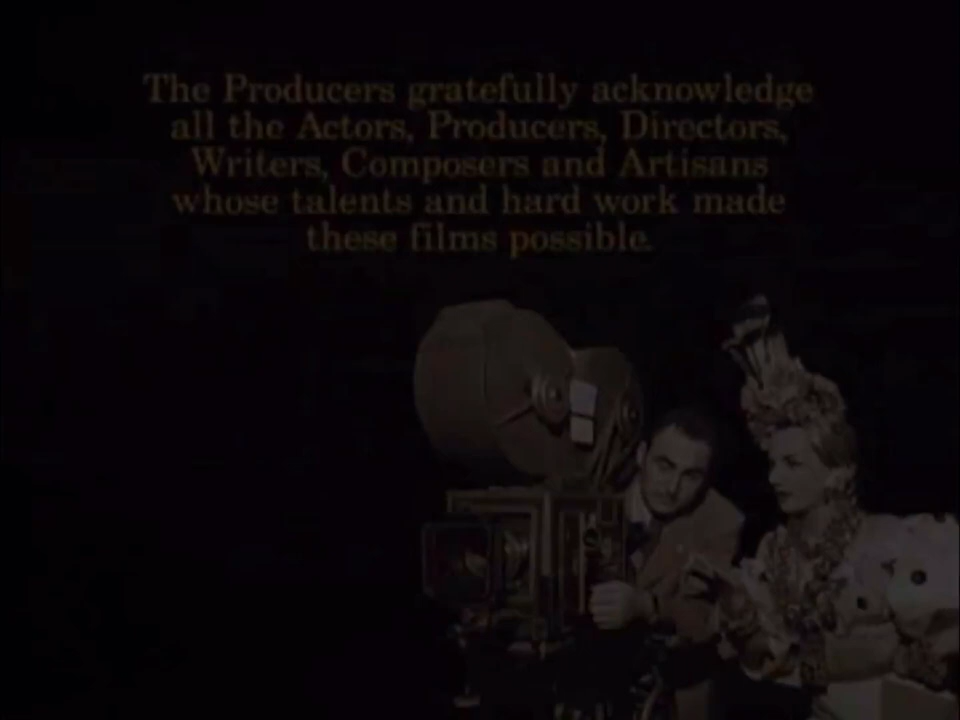 The Producers gratefully acknowledge
all the Actors, Producers, Directors,
Writers, Composers and Artisans
whose talents and hard work made
these films possible.